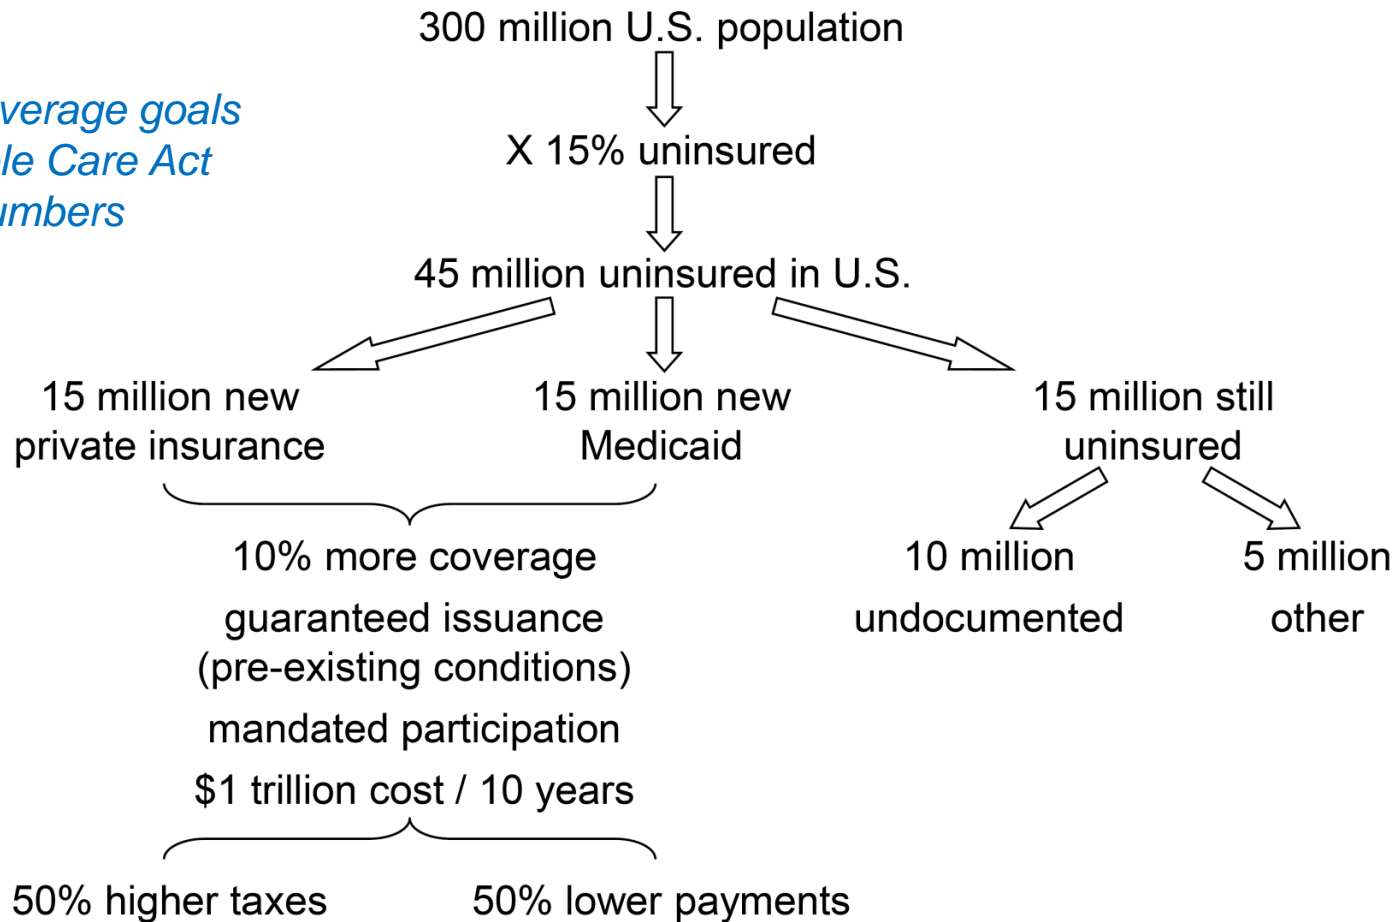 300 million U.S. population
verage goals
le Care Act
umbers
X 15% uninsured
45 million uninsured in U.S.
15 million new
private insurance
15 million new
Medicaid
15 million still
uninsured
10% more coverage
guaranteed issuance
(pre-existing conditions)
mandated participation
$1 trillion cost / 10 years
10 million
undocumented
5 million
other
50% higher taxes
50% lower payments